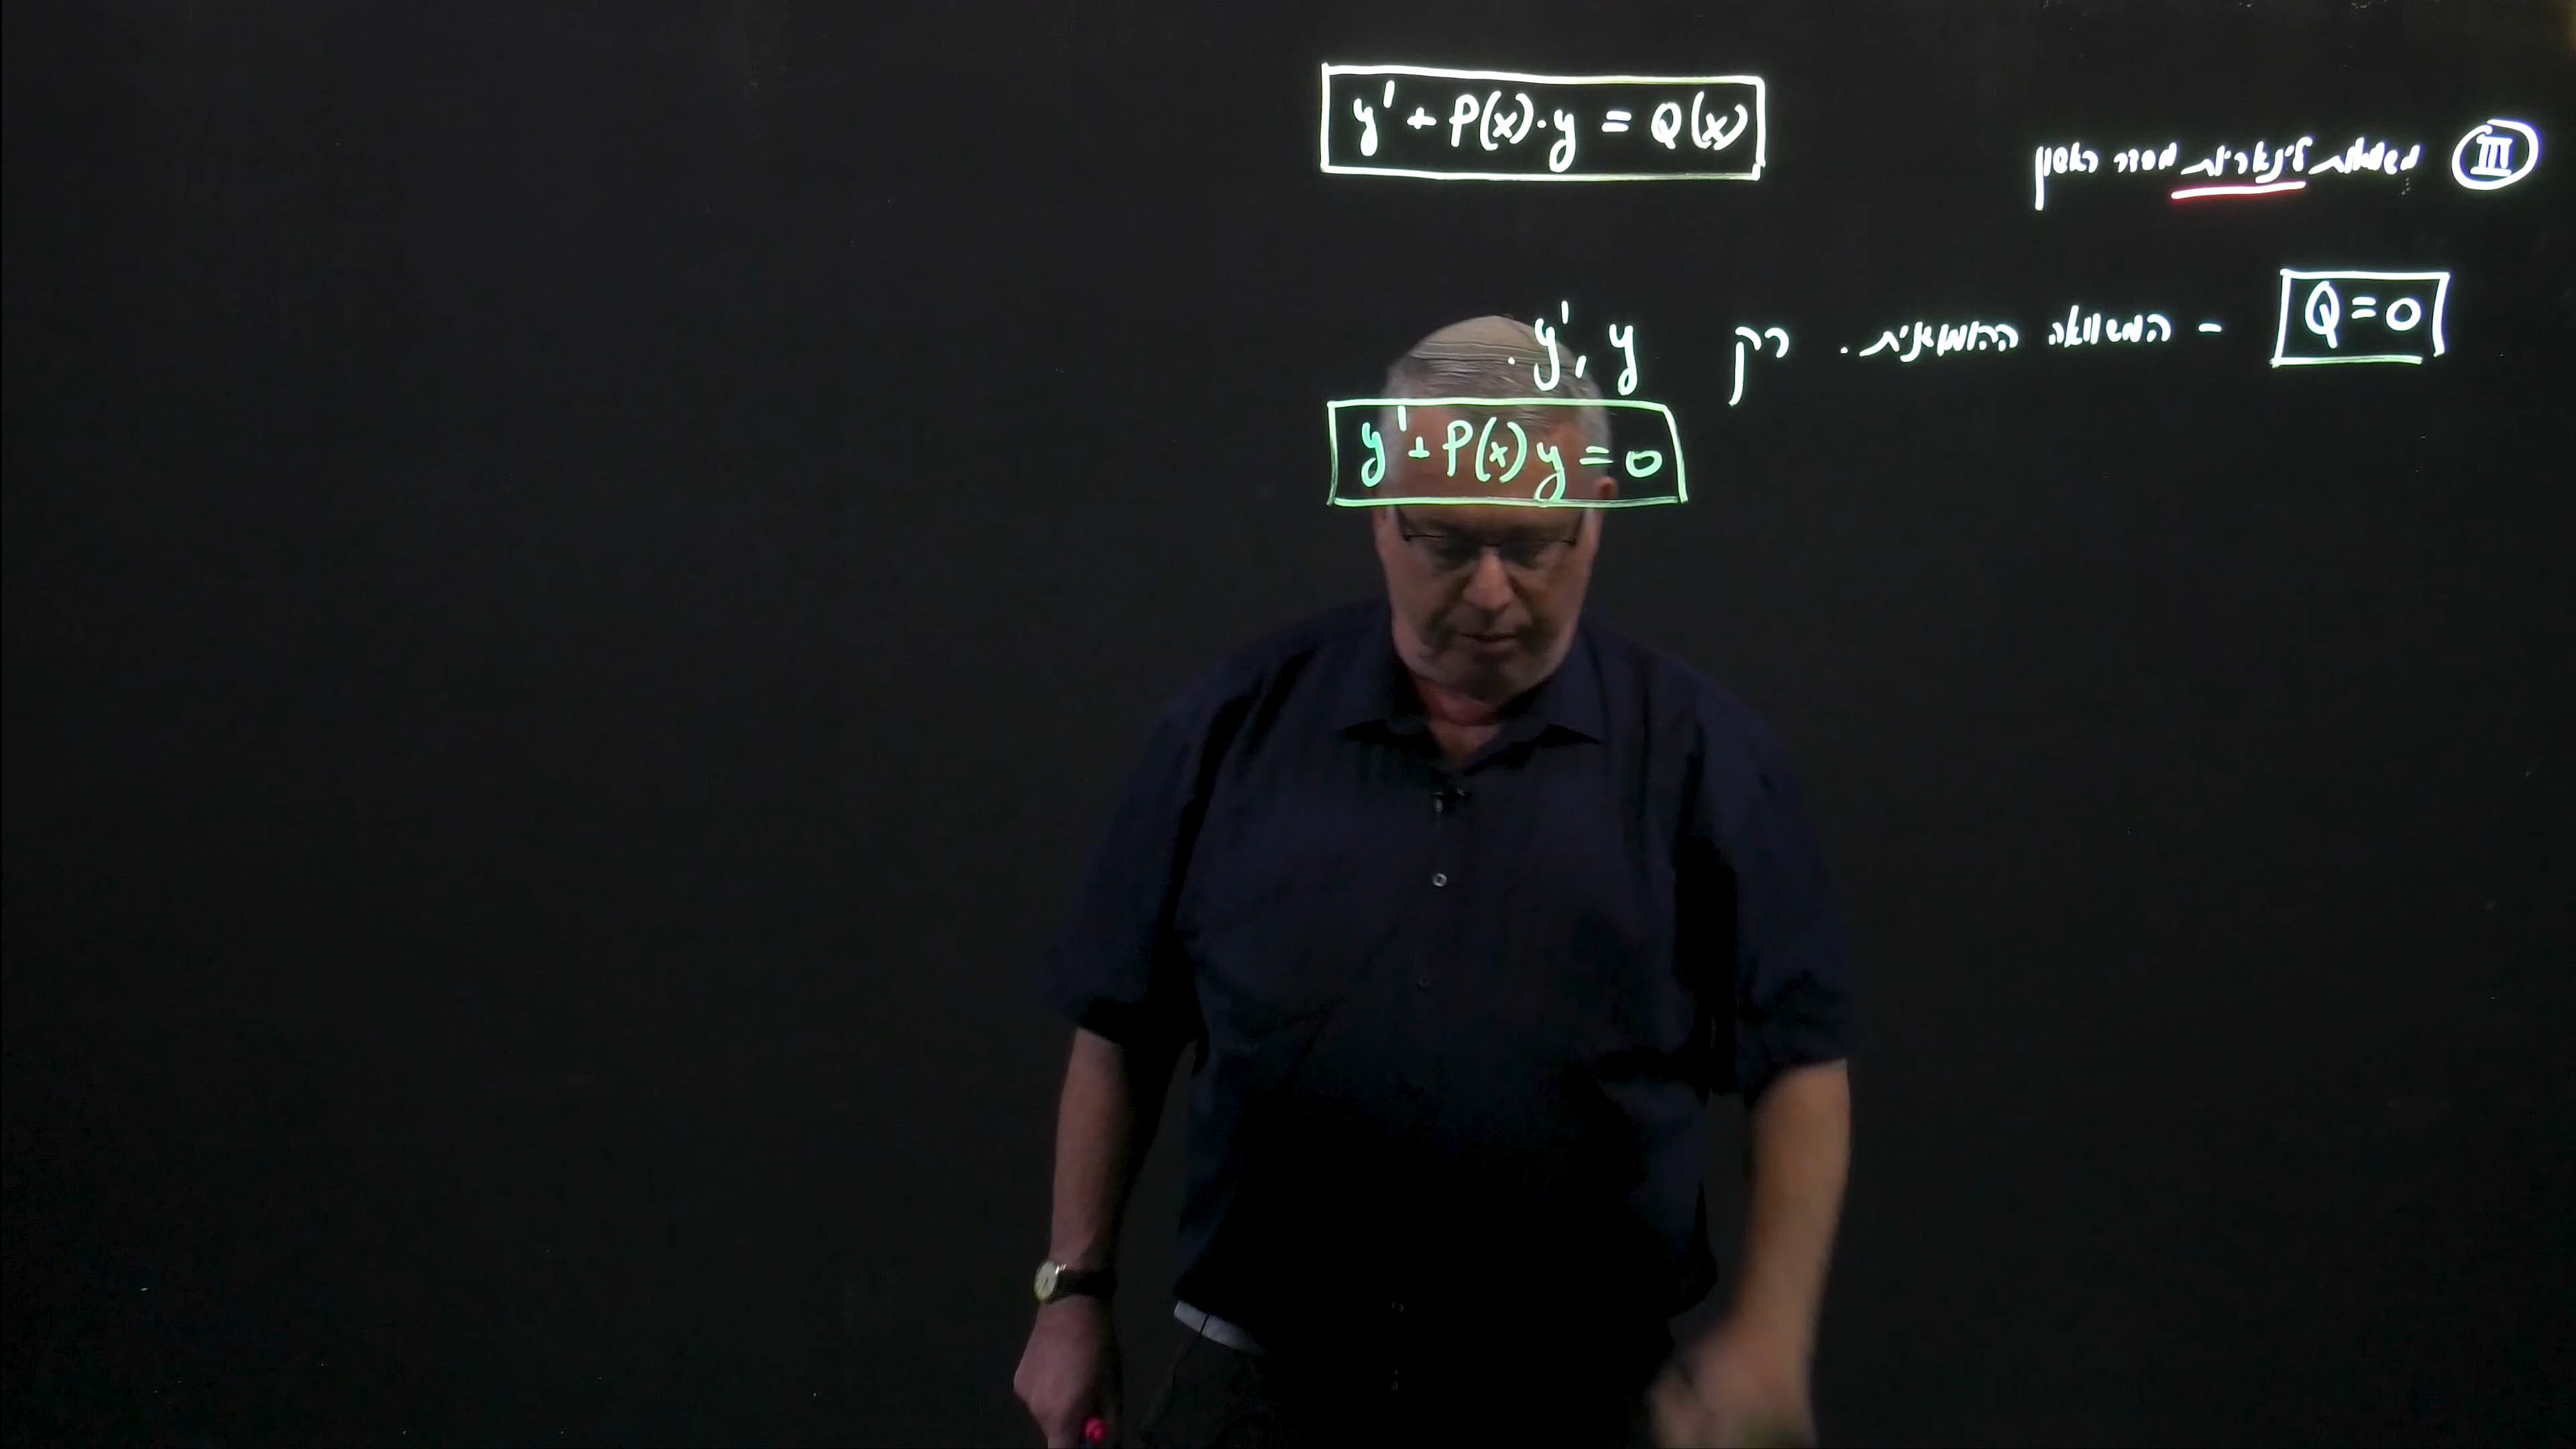 III משוואות לינאריות מסדר ראשון
y' + P(x)·y = Q(x)
Q = 0 - המשוואה ההומוגנית. רק y, y'.
y' + P(x)y = 0